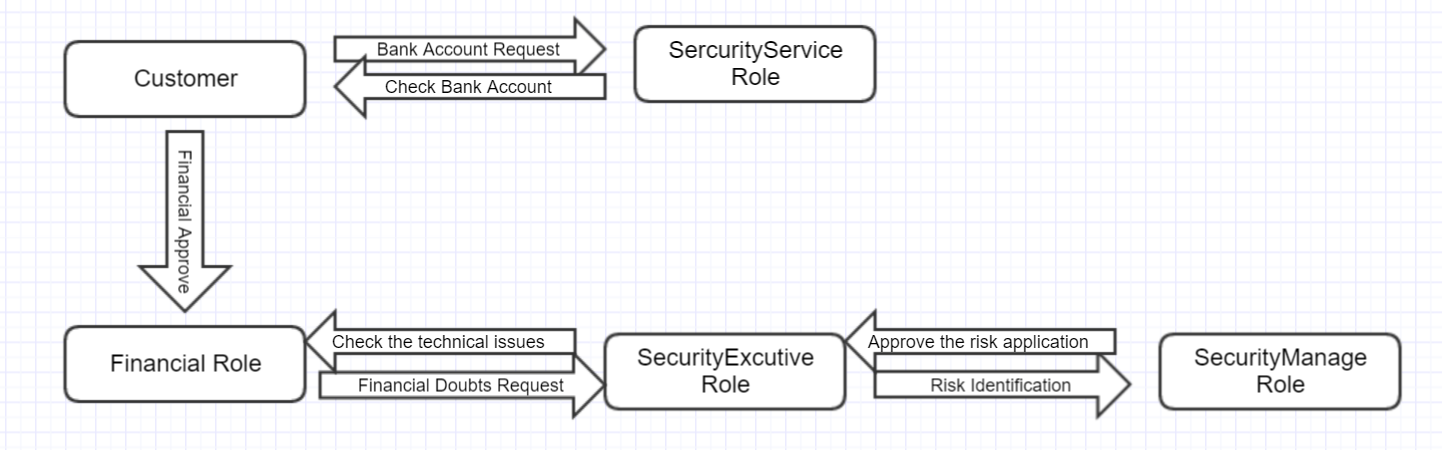 Customer
Bank Account Request
Check Bank Account
SercurityService
Role
Financial Approve
Financial Role
Check the technical issues
Financial Doubts Request
SecurityExcutive
Role
Approve the risk application
Risk Identification
SecurityManage
Role